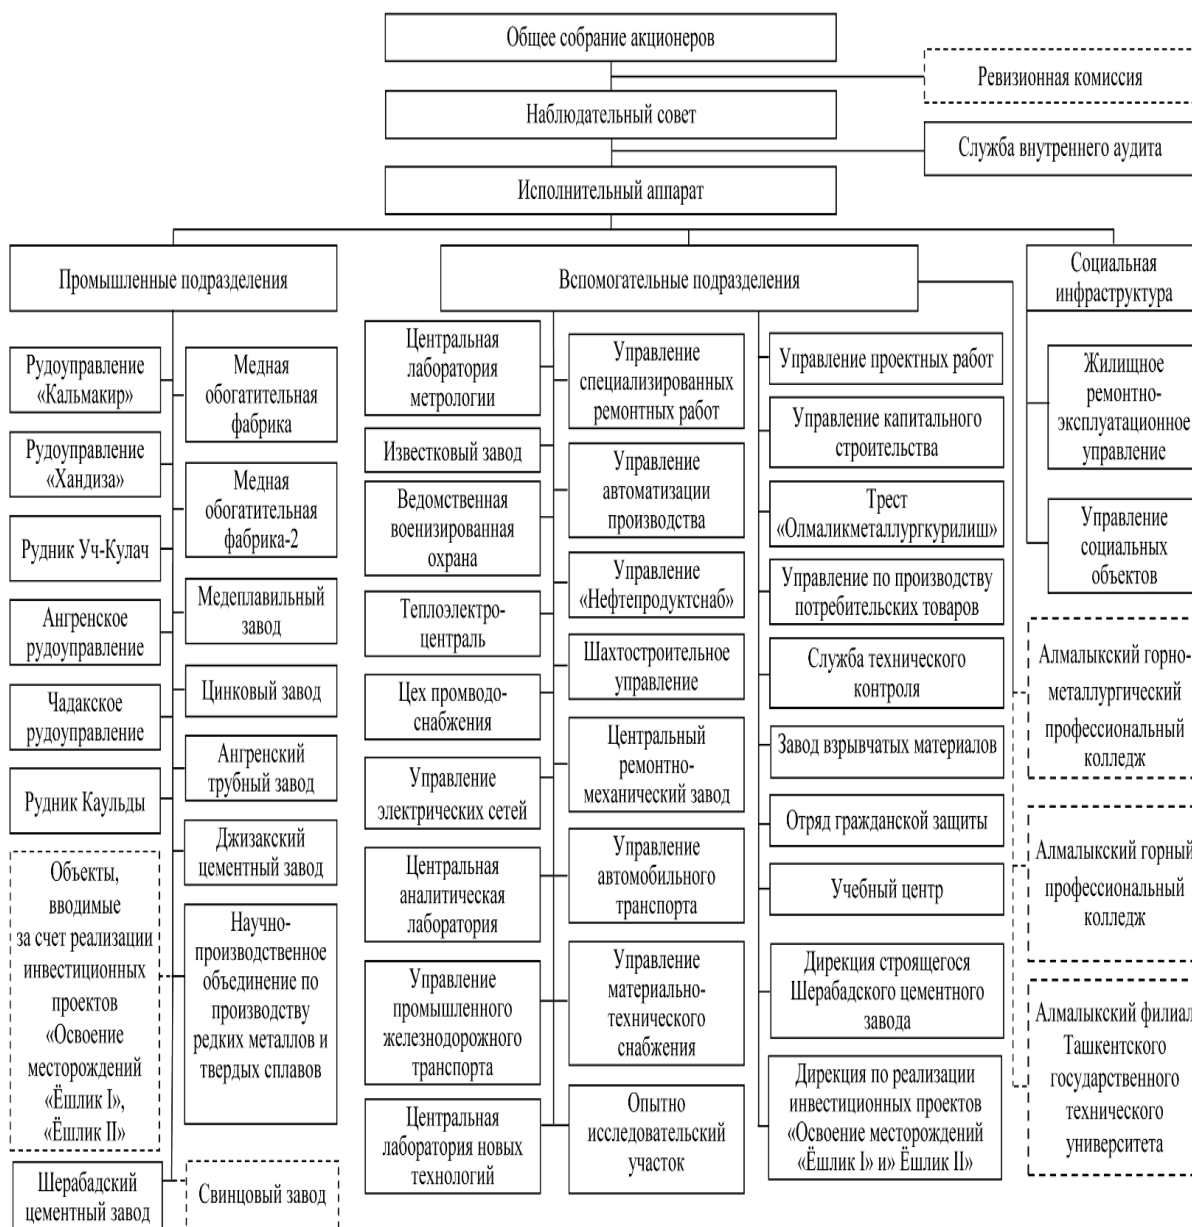 Общее собрание акционеров
Ревизионная комиссия
Наблюдательный совет
Служба внутреннего аудита
Исполнительный аппарат
Промышленные подразделения
Вспомогательные подразделения
Социальная
инфраструктура
Рудоуправление
«Кальмакир»
Рудоуправление
«Хандиза»
Рудник Уч-Кулач
Ангренское
рудоуправление
Чадакское
рудоуправление
Рудник Каульды
Объекты,
вводимые
за счет реализации
инвестиционных
проектов
«Освоение
месторождений
«Ёшлик I»,
«Ёшлик II»
Шерабадский
цементный завод
Медная
обогатительная
фабрика
Медная
обогатительная
фабрика-2
Медеплавильный
завод
Цинковый завод
Ангренский
трубный завод
Джизакский
цементный завод
Научно-
производственное
объединение по
производству
редких металлов и
твердых сплавов
Свинцовый завод
Центральная
лаборатория
метрологии
Известковый завод
Ведомственная
военизированная
охрана
Теплоэлектро-
централь
Цех промводо-
снабжения
Управление
электрических сетей
Центральная
аналитическая
лаборатория
Управление
промышленного
железнодорожного
транспорта
Центральная
лаборатория новых
технологий
Управление
специализированных
ремонтных работ
Управление
автоматизации
производства
Управление
«Нефтепродуктснаб»
Шахтостроительное
управление
Центральный
ремонтно-
механический завод
Управление
автомобильного
транспорта
Управление
материально-
технического
снабжения
Опытно
исследовательский
участок
Управление проектных работ
Управление капитального
строительства
Трест
«Олмаликметаллургкурилиш»
Управление по производству
потребительских товаров
Служба технического
контроля
Завод взрывчатых материалов
Отряд гражданской защиты
Учебный центр
Дирекция строящегося
Шерабадского цементного
завода
Дирекция по реализации
инвестиционных проектов
«Освоение месторождений
«Ёшлик I» и» Ёшлик II»
Жилищное
ремонтно-
эксплуатационное
управление
Управление
социальных
объектов
Алмалыкский горно-
металлургический
профессиональный
колледж
Алмалыкский горный
профессиональный
колледж
Алмалыкский филиал
Ташкентского
государственного
технического
университета